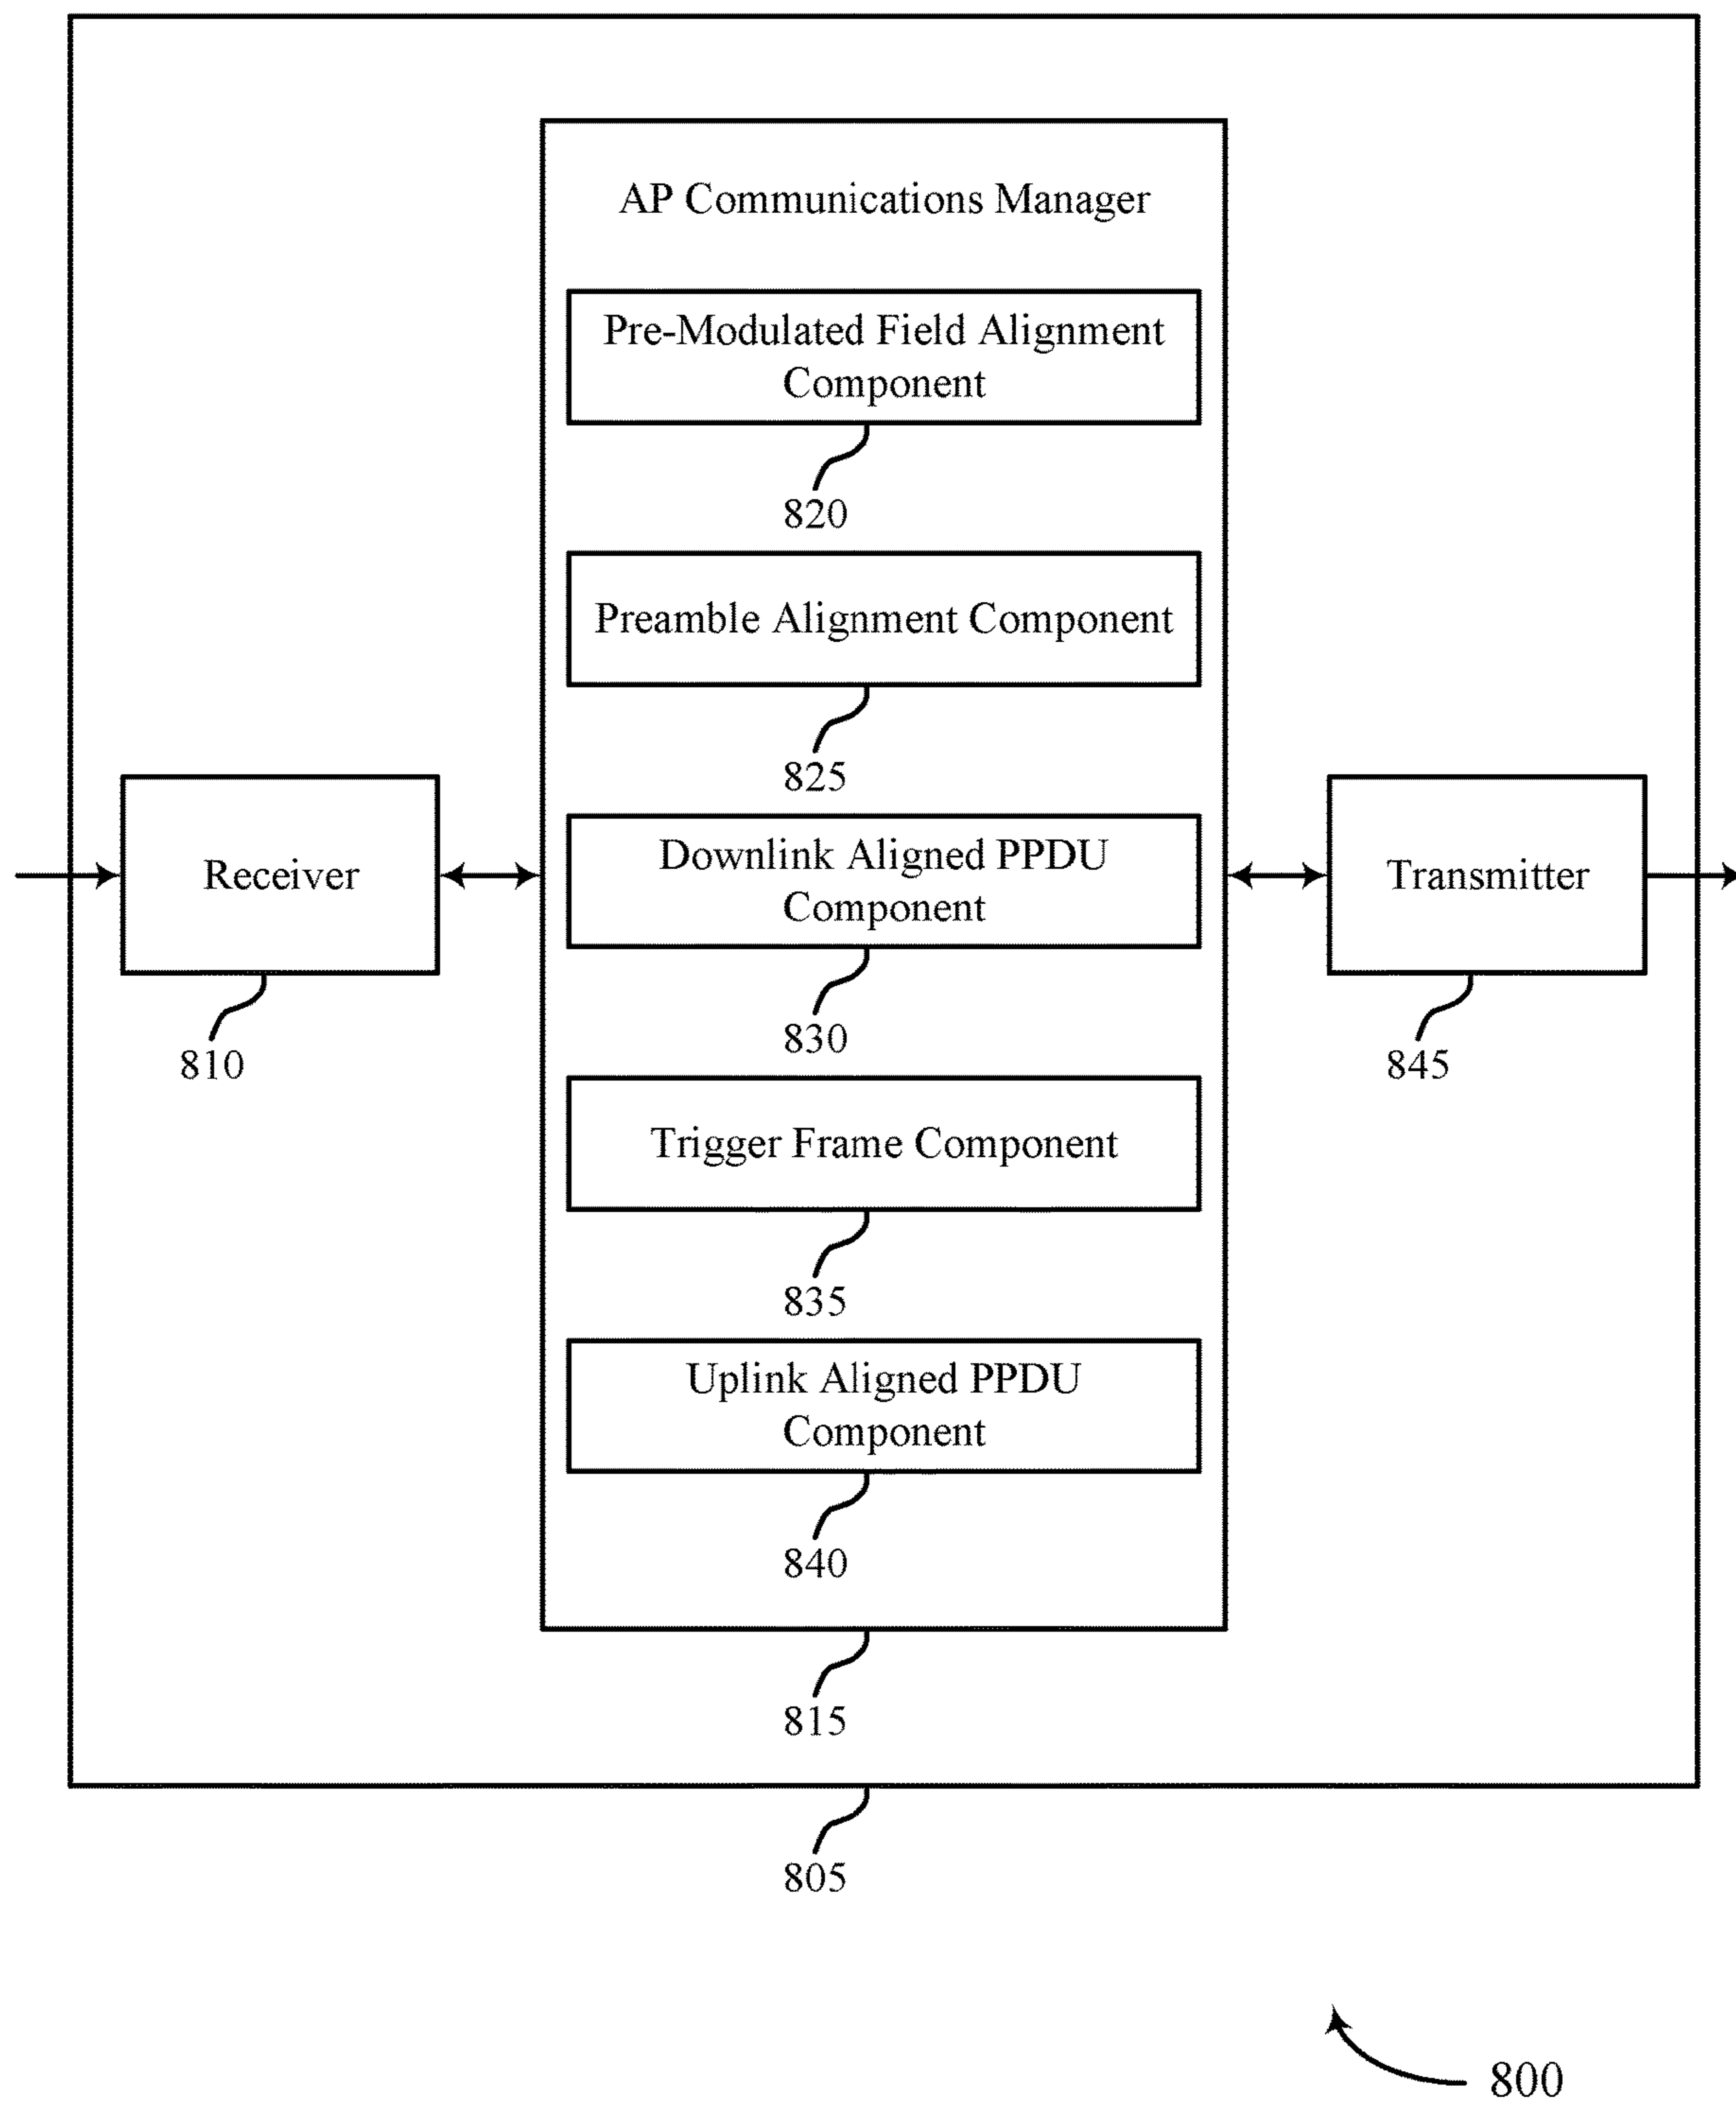 AP Communications Manager
Pre-Modulated Field Alignment
Component
820
Preamble Alignment Component
825
Downlink Aligned PPDU
Component
830
Receiver
810
Transmitter
845
Trigger Frame Component
835
Uplink Aligned PPDU
Component
840
815
805
800